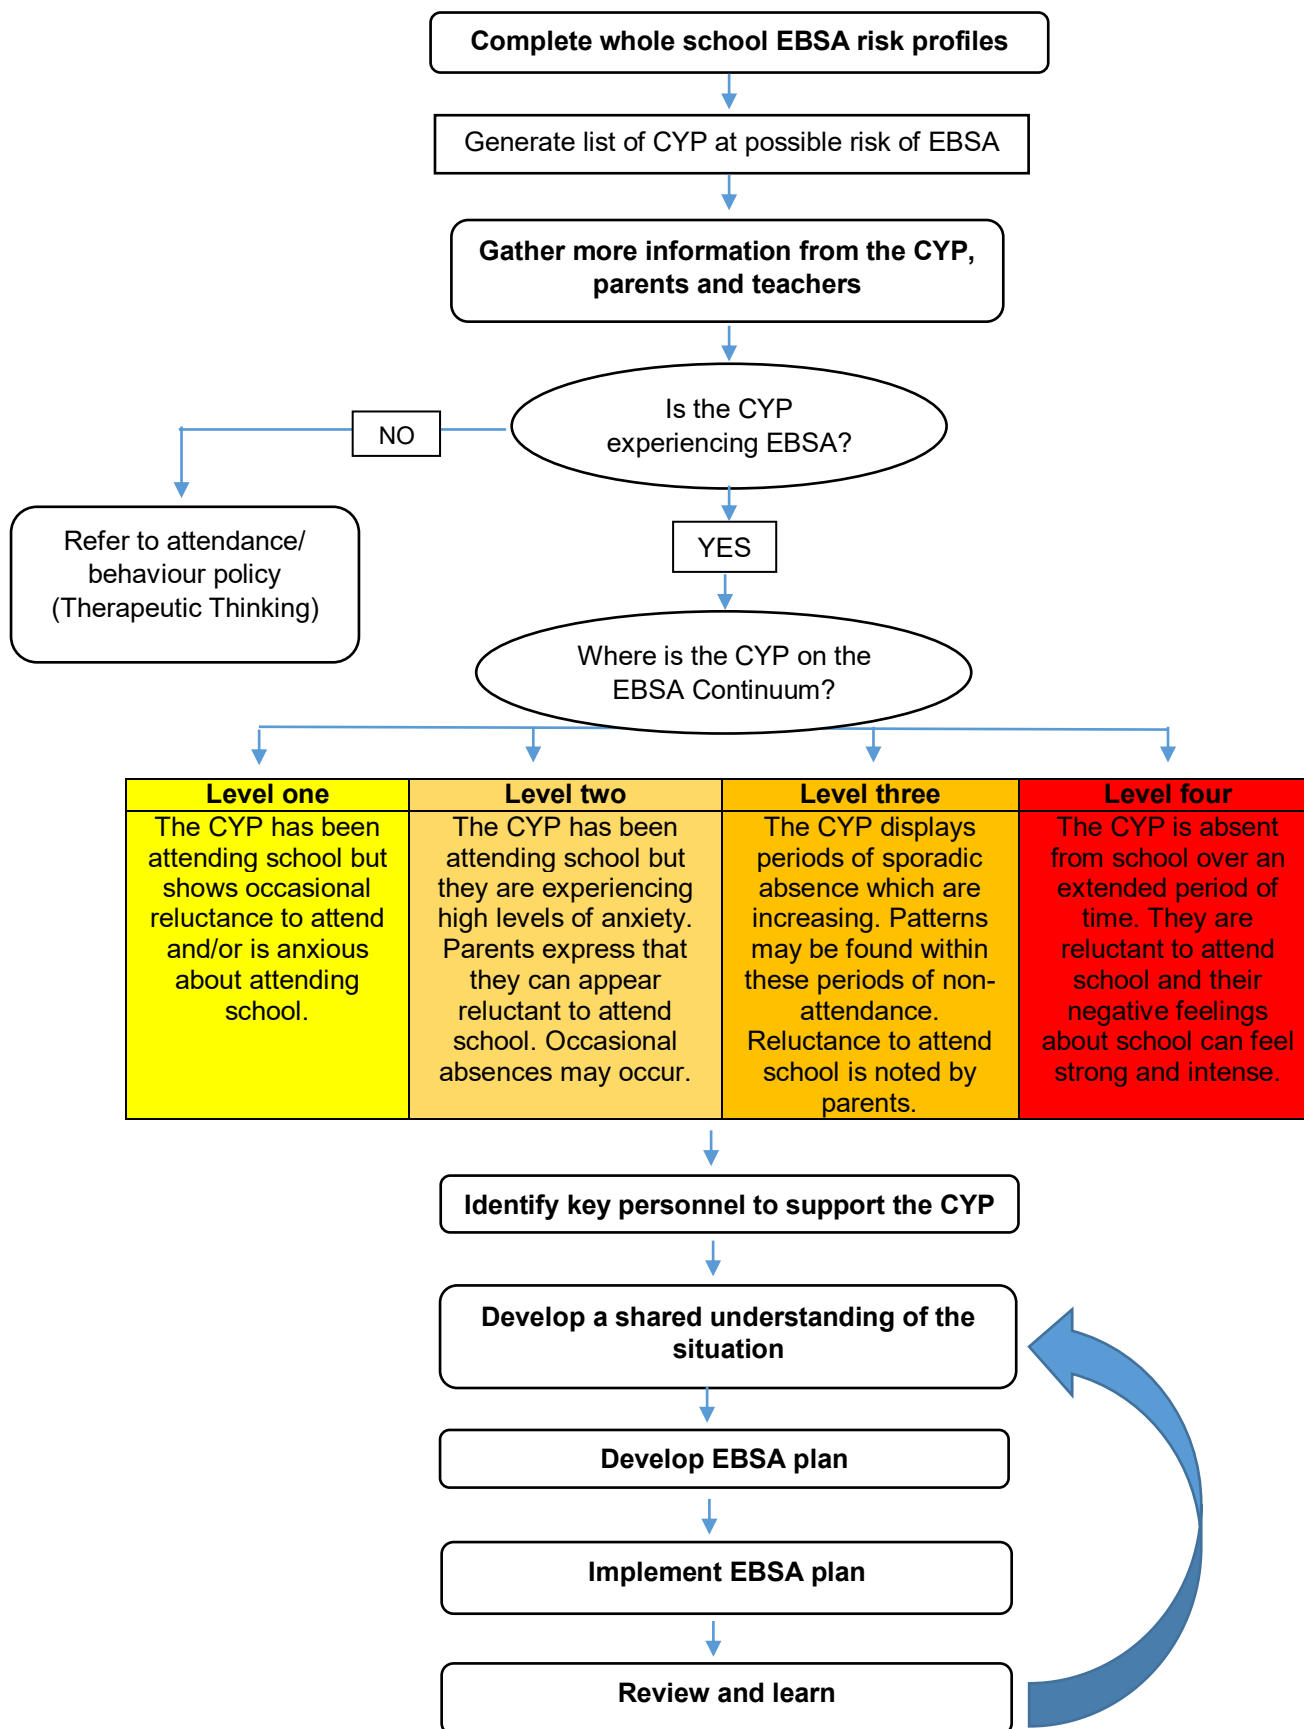 Complete whole school EBSA risk profiles
Generate list of CYP at possible risk of EBSA
Gather more information from the CYP,
parents and teachers
Is the CYP
experiencing EBSA?
NO
Refer to attendance/
behaviour policy
(Therapeutic Thinking)
YES
Where is the CYP on the
EBSA Continuum?
Level one
The CYP has been
attending school but
shows occasional
reluctance to attend
and/or is anxious
about attending
school.
Level two
The CYP has been
attending school but
they are experiencing
high levels of anxiety.
Parents express that
they can appear
reluctant to attend
school. Occasional
absences may occur.
Level three
The CYP displays
periods of sporadic
absence which are
increasing. Patterns
may be found within
these periods of non-
attendance.
Reluctance to attend
school is noted by
parents.
Level four
The CYP is absent
from school over an
extended period of
time. They are
reluctant to attend
school and their
negative feelings
about school can feel
strong and intense.
Identify key personnel to support the CYP
Develop a shared understanding of the
situation
Develop EBSA plan
Implement EBSA plan
Review and learn